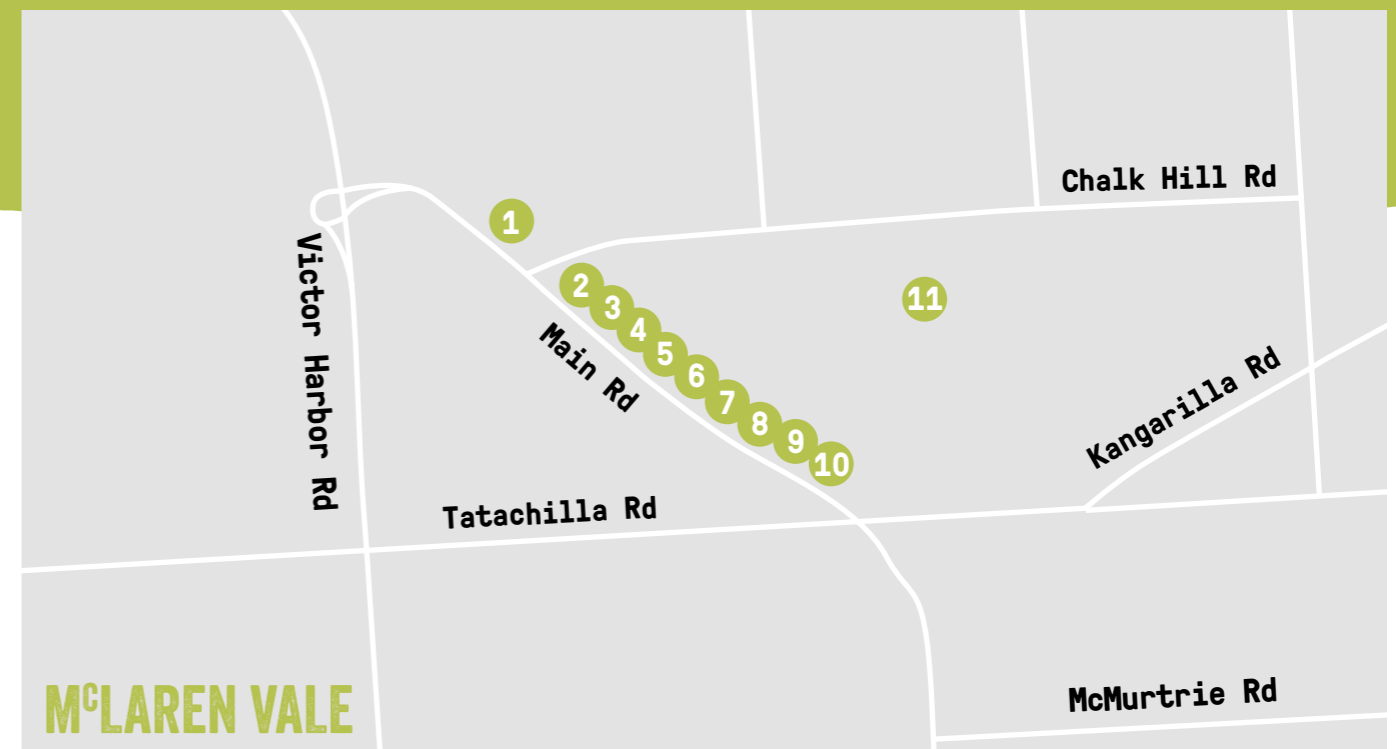 Chalk Hill Rd
1
Victor Harbor Rd
2
3
11
4
Main Rd
5
6
Kangarilla Rd
7
8
9
10
Tatachilla Rd
McMurtrie Rd
McLAREN VALE